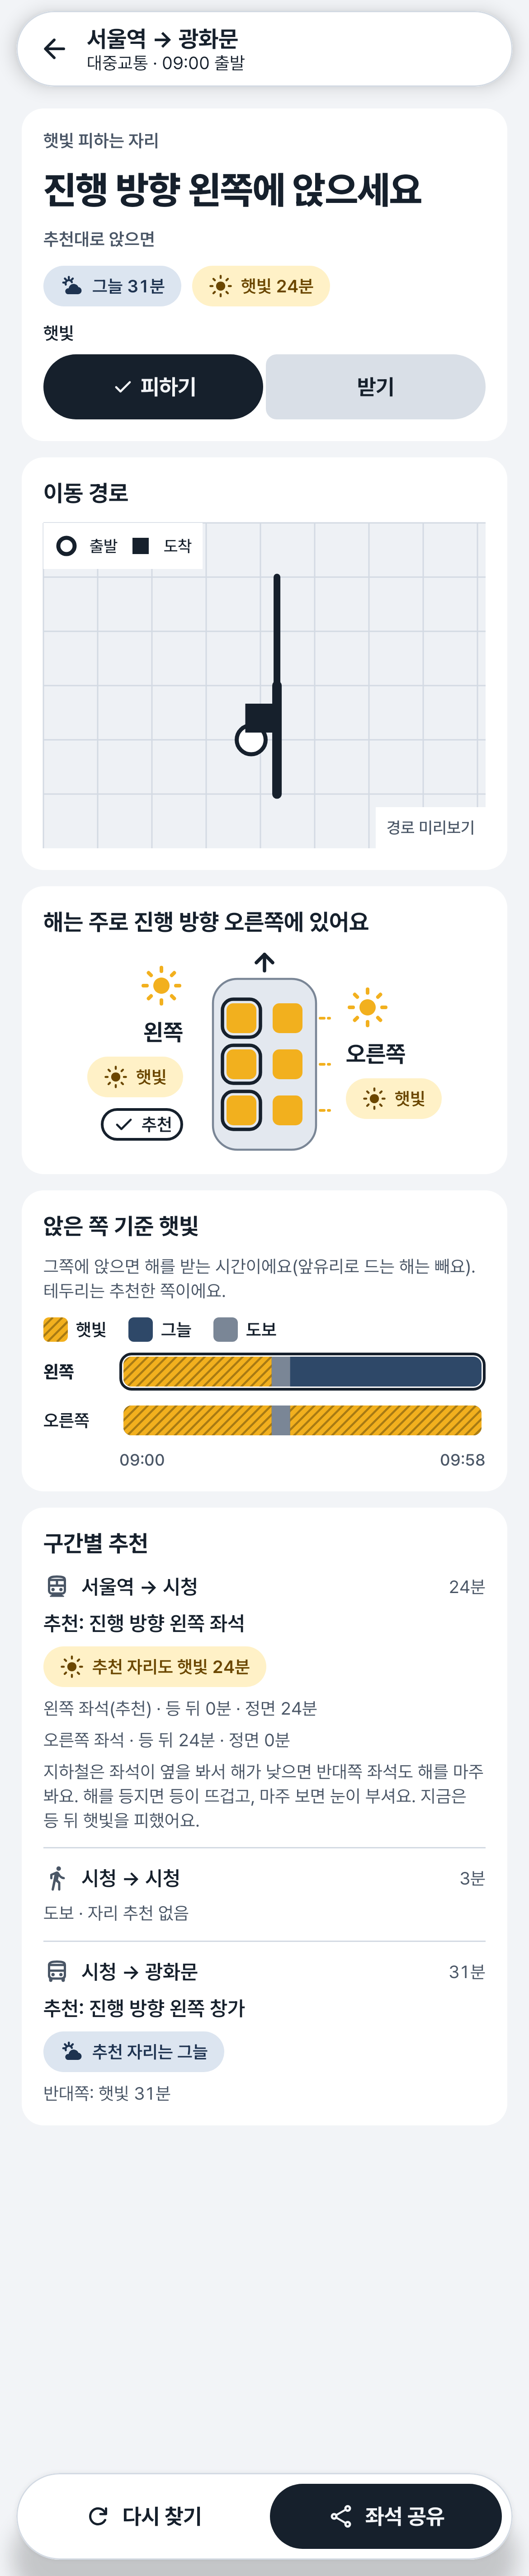 서울역 → 광화문
대중교통 · 09:00 출발
햇빛 피하는 자리
진행 방향 왼쪽에 앉으세요
추천대로 앉으면
그늘 31분
햇빛 24분
햇빛
피하기
받기
이동 경로
출발
도착
경로 미리보기
해는 주로 진행 방향 오른쪽에 있어요
왼쪽
햇빛
추천
오른쪽
햇빛
앉은 쪽 기준 햇빛
그쪽에 앉으면 해를 받는 시간이에요(앞유리로 드는 해는 빼요).
테두리는 추천한 쪽이에요.
햇빛
그늘
도보
왼쪽
오른쪽
09:00
09:58
구간별 추천
서울역 → 시청
24분
추천: 진행 방향 왼쪽 좌석
추천 자리도 햇빛 24분
왼쪽 좌석(추천) · 등 뒤 0분 · 정면 24분
오른쪽 좌석 · 등 뒤 24분 · 정면 0분
지하철은 좌석이 옆을 봐서 해가 낮으면 반대쪽 좌석도 해를 마주
봐요. 해를 등지면 등이 뜨겁고, 마주 보면 눈이 부셔요. 지금은
등 뒤 햇빛을 피했어요.
시청 → 시청
3분
도보 · 자리 추천 없음
시청 → 광화문
31분
추천: 진행 방향 왼쪽 창가
추천 자리는 그늘
반대쪽: 햇빛 31분
다시 찾기
좌석 공유